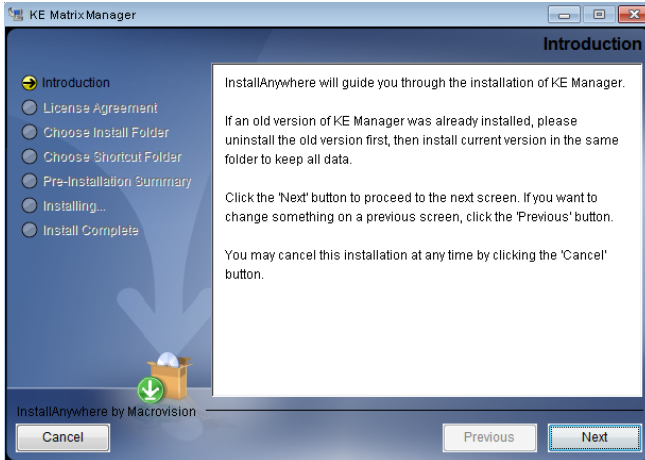 KE MatrixManager
Introduction
Introduction
License Agreement
Choose Install Folder
Choose Shortcut Folder
Pre-Installation Summary
Installing...
Install Complete
InstallAnywhere will guide you through the installation of KE Manager.
If an old version of KE Manager was already installed, please
uninstall the old version first, then install current version in the same
folder to keep all data.
Click the 'Next' button to proceed to the next screen. If you want to
change something on a previous screen, click the 'Previous' button.
You may cancel this installation at any time by clicking the 'Cancel'
button.
InstallAnywhere by Macrovision
Cancel
Previous
Next